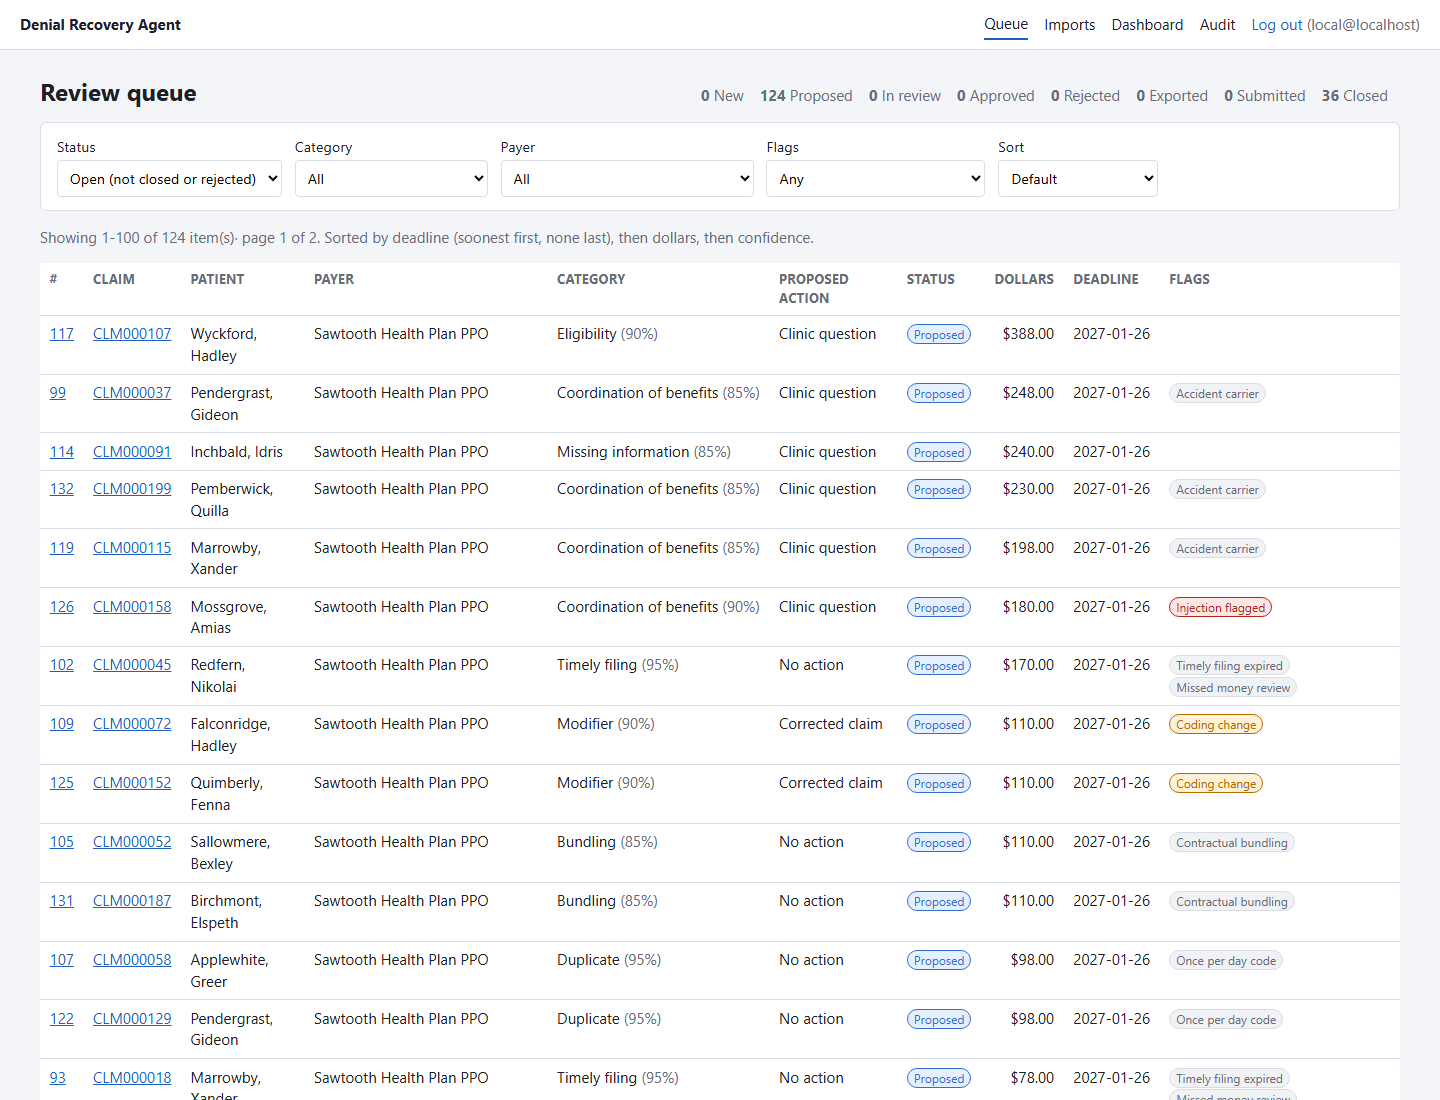 Denial Recovery Agent
Queue Imports Dashboard Audit Log out (local@localhost)
Review queue
0 New 124 Proposed 0 In review 0 Approved 0 Rejected 0 Exported 0 Submitted 36 Closed
Status Category Payer Flags Sort
Open (not closed or rejected) All All Any Default
Showing 1-100 of 124 item(s)· page 1 of 2. Sorted by deadline (soonest first, none last), then dollars, then confidence.
# CLAIM PATIENT PAYER CATEGORY PROPOSED ACTION STATUS DOLLARS DEADLINE FLAGS
117 CLM000107 Wyckford, Hadley Sawtooth Health Plan PPO Eligibility (90%) Clinic question Proposed $388.00 2027-01-26
99 CLM000037 Pendergrast, Gideon Sawtooth Health Plan PPO Coordination of benefits (85%) Clinic question Proposed $248.00 2027-01-26 Accident carrier
114 CLM000091 Inchbald, Idris Sawtooth Health Plan PPO Missing information (85%) Clinic question Proposed $240.00 2027-01-26
132 CLM000199 Pemberwick, Quilla Sawtooth Health Plan PPO Coordination of benefits (85%) Clinic question Proposed $230.00 2027-01-26 Accident carrier
119 CLM000115 Marrowby, Xander Sawtooth Health Plan PPO Coordination of benefits (85%) Clinic question Proposed $198.00 2027-01-26 Accident carrier
126 CLM000158 Mossgrove, Amias Sawtooth Health Plan PPO Coordination of benefits (90%) Clinic question Proposed $180.00 2027-01-26 Injection flagged
102 CLM000045 Redfern, Nikolai Sawtooth Health Plan PPO Timely filing (95%) No action Proposed $170.00 2027-01-26 Timely filing expired Missed money review
109 CLM000072 Falconridge, Hadley Sawtooth Health Plan PPO Modifier (90%) Corrected claim Proposed $110.00 2027-01-26 Coding change
125 CLM000152 Quimberly, Fenna Sawtooth Health Plan PPO Modifier (90%) Corrected claim Proposed $110.00 2027-01-26 Coding change
105 CLM000052 Sallowmere, Bexley Sawtooth Health Plan PPO Bundling (85%) No action Proposed $110.00 2027-01-26 Contractual bundling
131 CLM000187 Birchmont, Elspeth Sawtooth Health Plan PPO Bundling (85%) No action Proposed $110.00 2027-01-26 Contractual bundling
107 CLM000058 Applewhite, Greer Sawtooth Health Plan PPO Duplicate (95%) No action Proposed $98.00 2027-01-26 Once per day code
122 CLM000129 Pendergrast, Gideon Sawtooth Health Plan PPO Duplicate (95%) No action Proposed $98.00 2027-01-26 Once per day code
93 CLM000018 Marrowby, Xander Sawtooth Health Plan PPO Timely filing (95%) No action Proposed $78.00 2027-01-26 Timely filing expired Missed money review